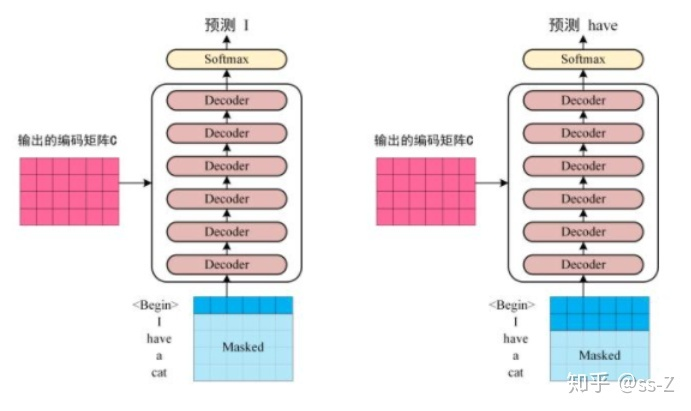 预测 I
Softmax
Decoder
Decoder
Decoder
Decoder
Decoder
Decoder
输出的编码矩阵C
<Begin>
I
have
a
cat
Masked
预测 have
Softmax
Decoder
Decoder
Decoder
Decoder
Decoder
Decoder
输出的编码矩阵C
<Begin>
I
have
a
cat
Masked
知乎 @ss-Z